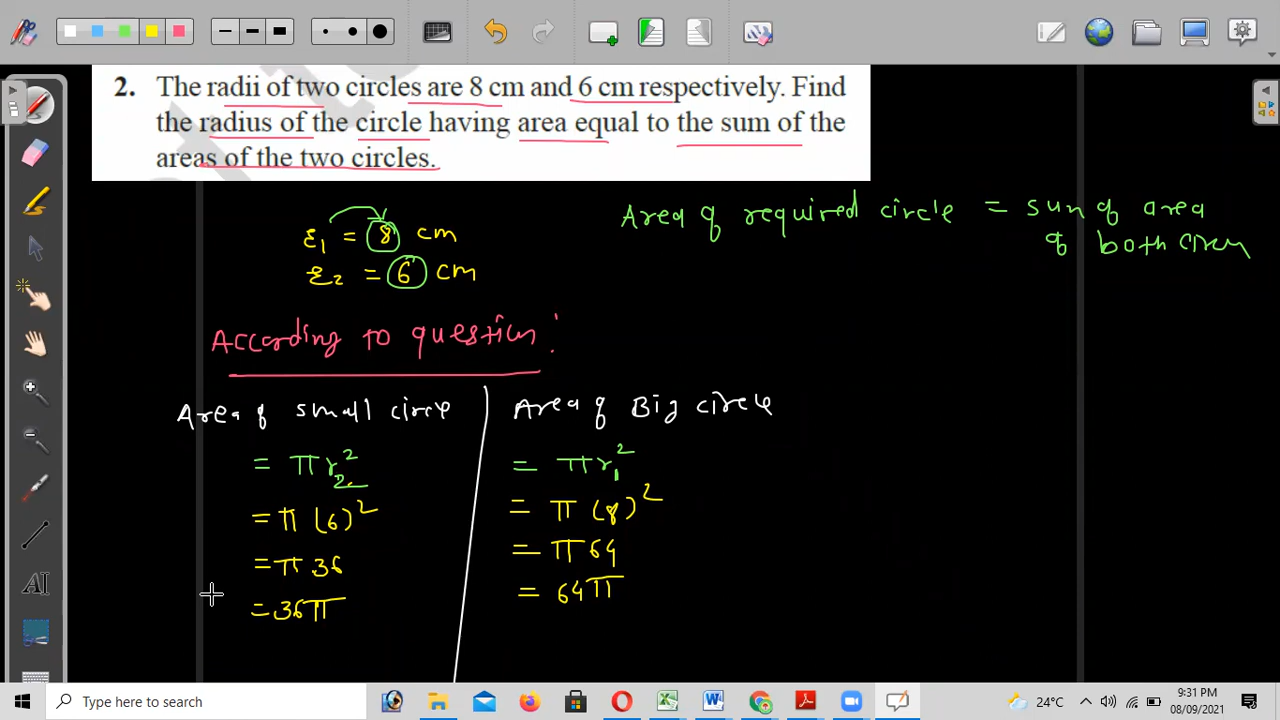 2. The radii of two circles are 8 cm and 6 cm respectively. Find
the radius of the circle having area equal to the sum of the
areas of the two circles.
r₁ = 8 cm
r₂ = 6 cm
Area of required circle = sum of area
of both circles
According to question :
Area of small circle
= πr₂²
= π (6)²
= π 36
= 36π
Area of Big circle
= πr₁²
= π (8)²
= π 64
= 64π
Type here to search
24°C
9:31 PM
08/09/2021